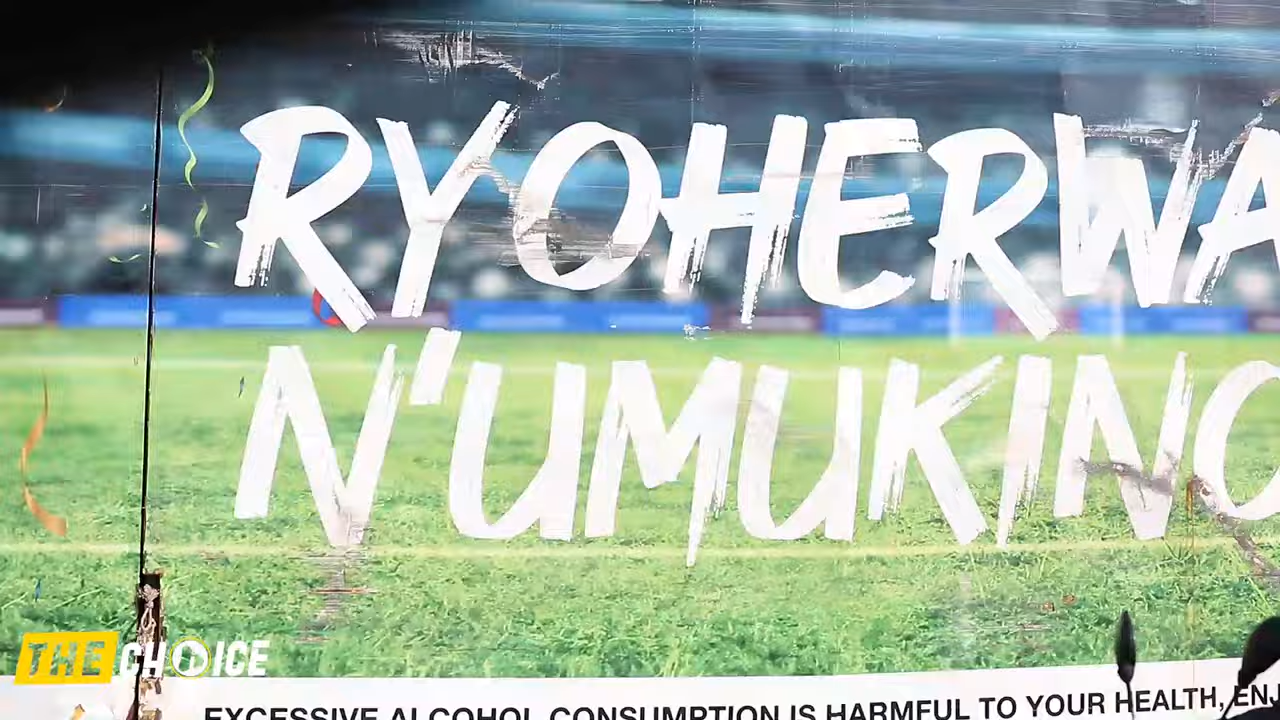 RYOHERWA
N'UMUKINO
THE CHOICE
EXCESSIVE ALCOHOL CONSUMPTION IS HARMFUL TO YOUR HEALTH,